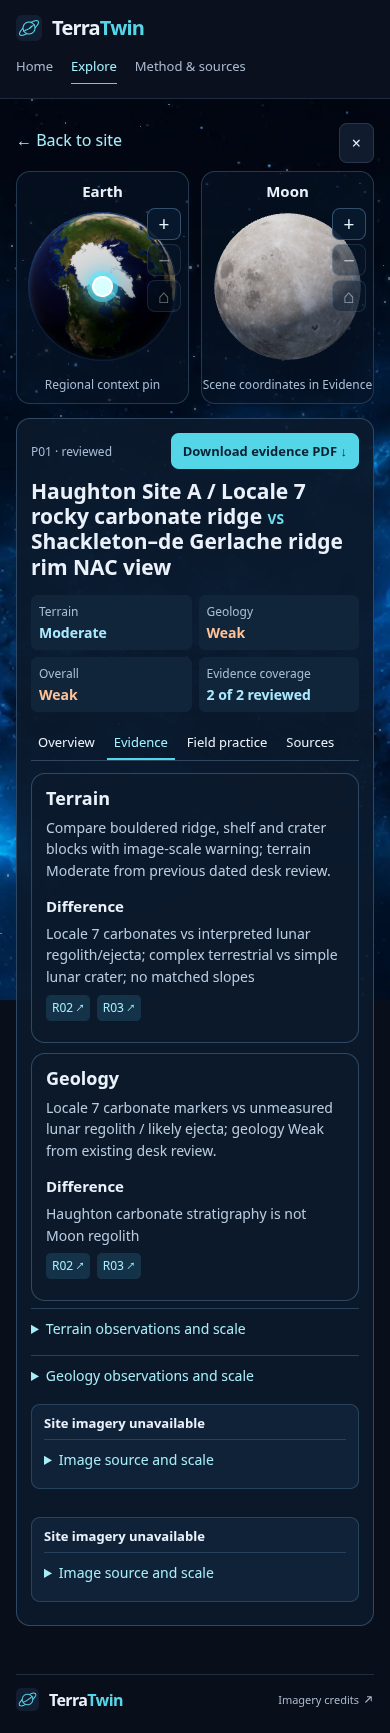 TerraTwin
Home Explore Method & sources
← Back to site ×
Earth
+
−
⌂
Regional context pin
Moon
+
−
⌂
Scene coordinates in Evidence
P01 · reviewed
Download evidence PDF ↓
Haughton Site A / Locale 7
rocky carbonate ridge vs
Shackleton–de Gerlache ridge
rim NAC view
Terrain
Moderate
Geology
Weak
Overall
Weak
Evidence coverage
2 of 2 reviewed
Overview Evidence Field practice Sources
Terrain
Compare bouldered ridge, shelf and crater
blocks with image-scale warning; terrain
Moderate from previous dated desk review.
Difference
Locale 7 carbonates vs interpreted lunar
regolith/ejecta; complex terrestrial vs simple
lunar crater; no matched slopes
R02 ↗ R03 ↗
Geology
Locale 7 carbonate markers vs unmeasured
lunar regolith / likely ejecta; geology Weak
from existing desk review.
Difference
Haughton carbonate stratigraphy is not
Moon regolith
R02 ↗ R03 ↗
▶ Terrain observations and scale
▶ Geology observations and scale
Site imagery unavailable
▶ Image source and scale
Site imagery unavailable
▶ Image source and scale
TerraTwin
Imagery credits ↗